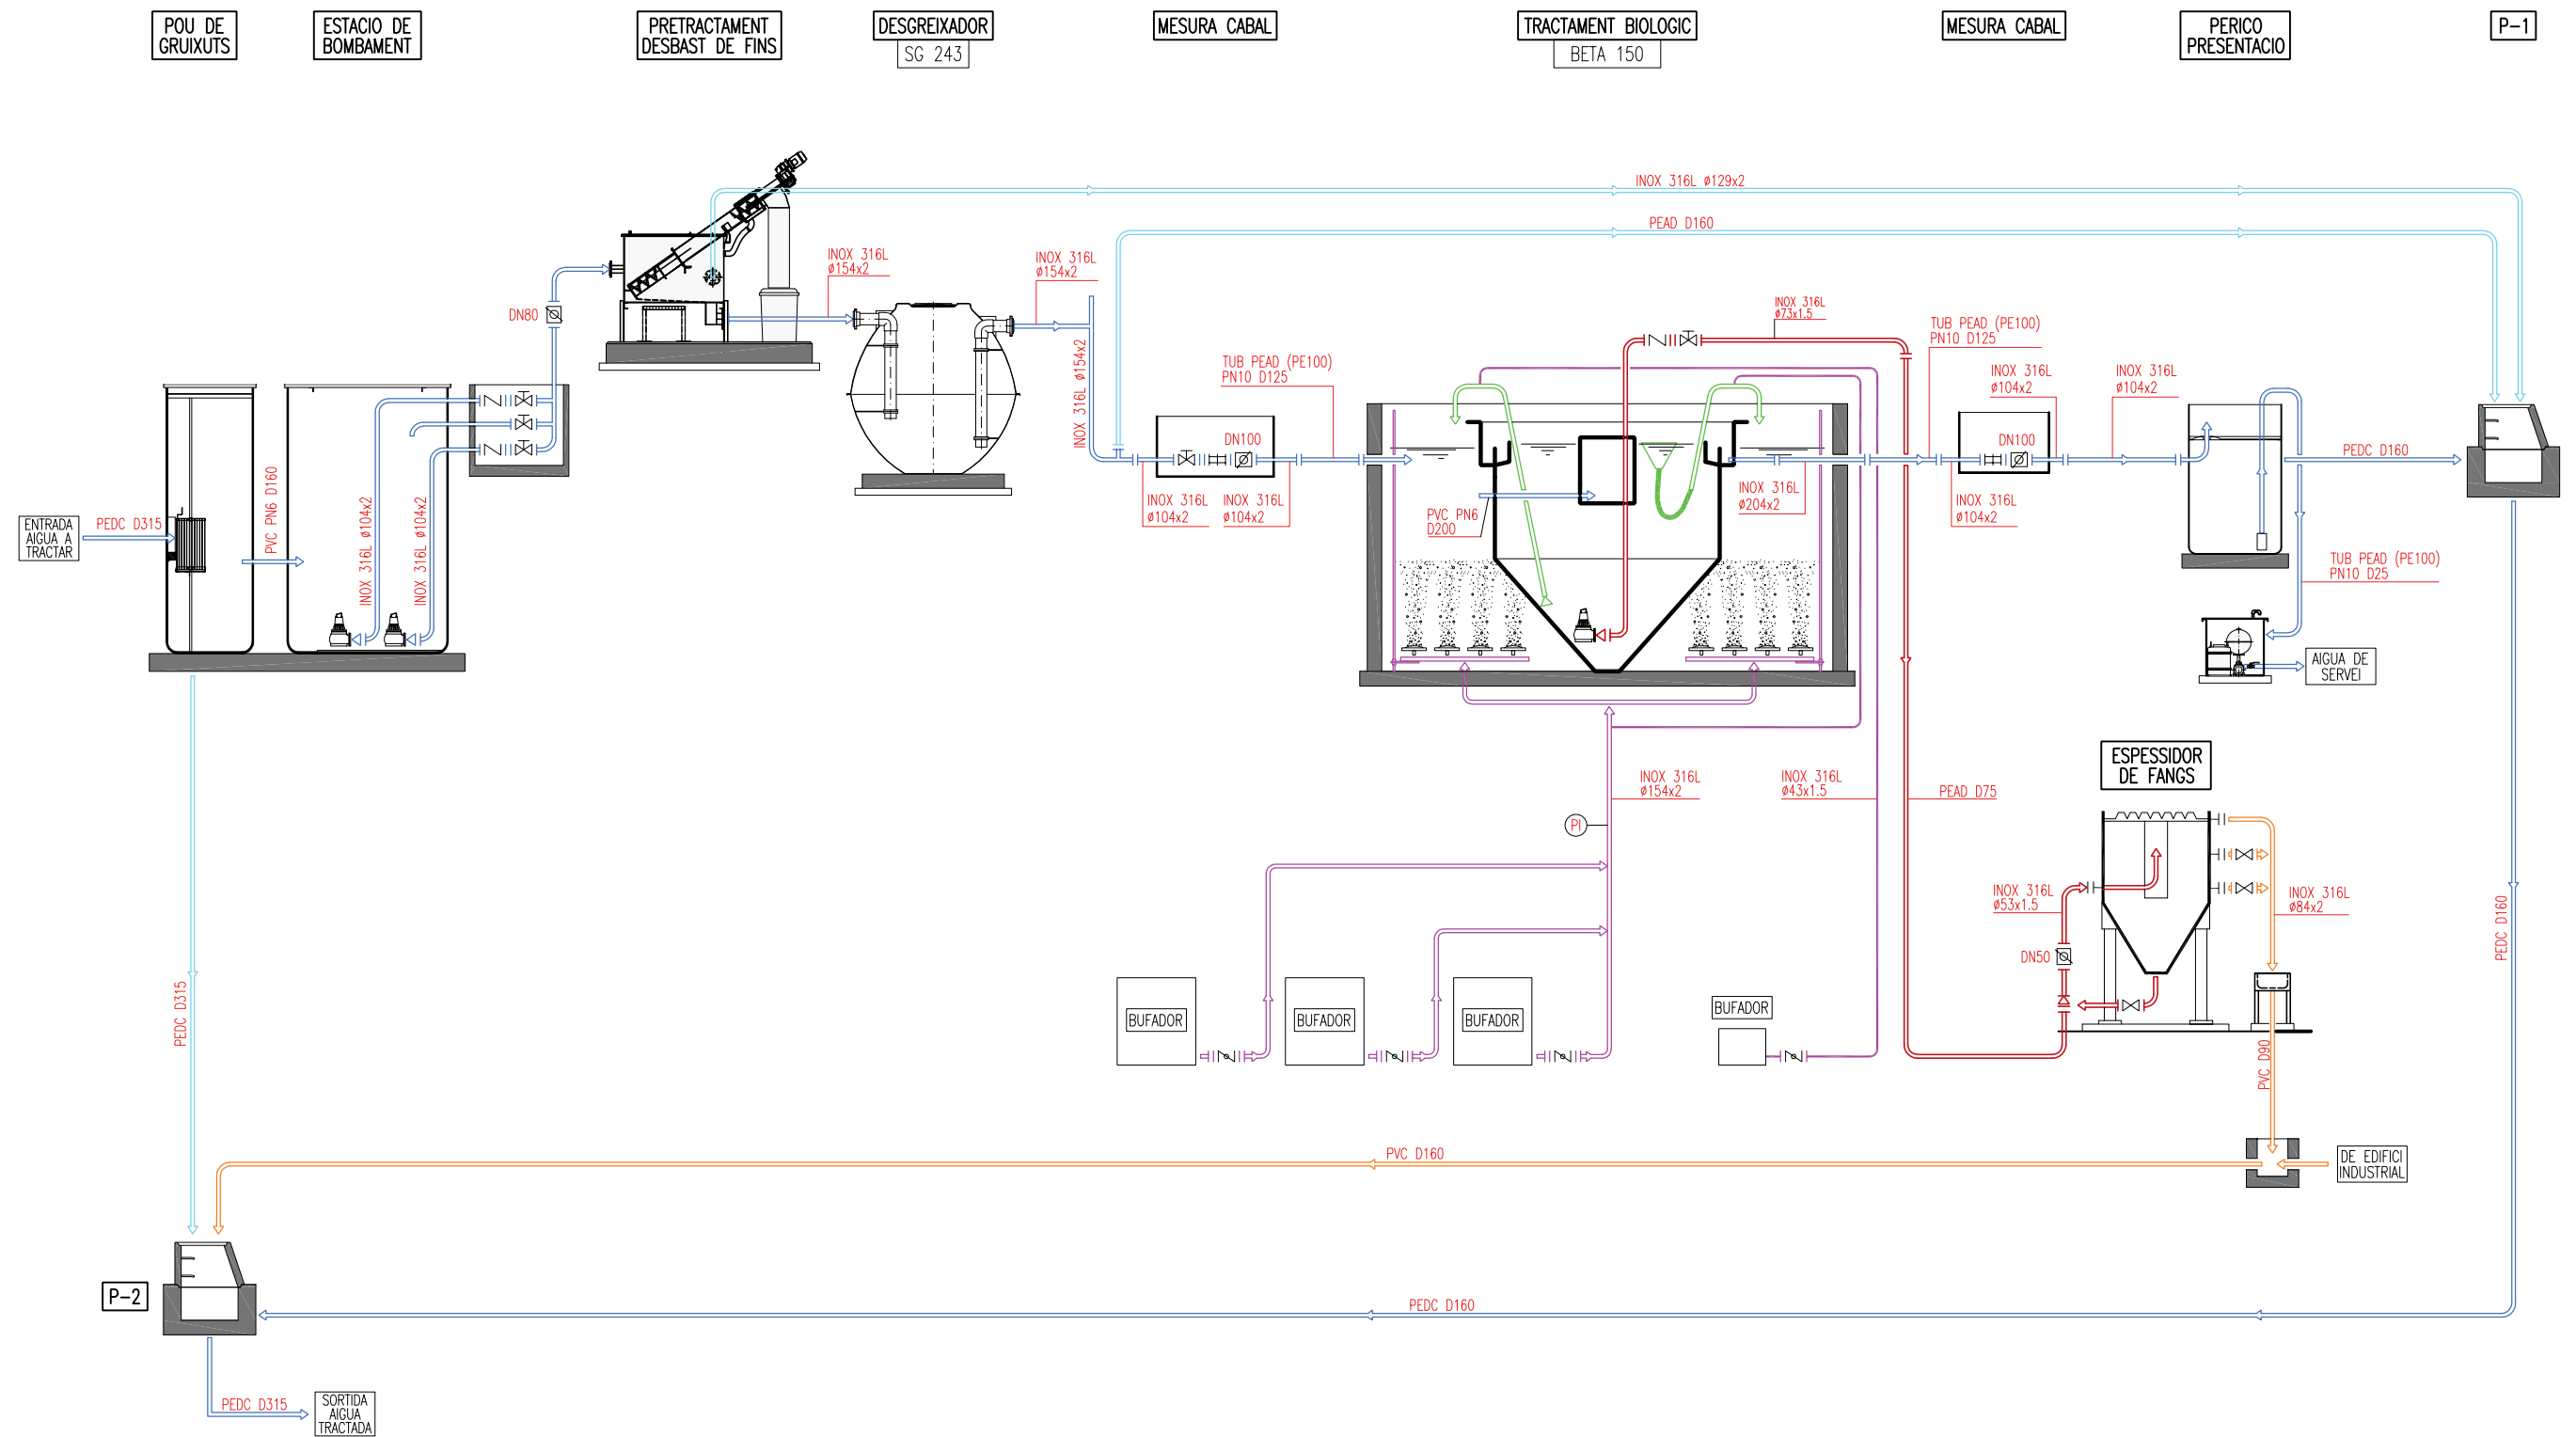 POU DE
GRUIXUTS
ESTACIO DE
BOMBAMENT
PRETRACTAMENT
DESBAST DE FINS
DESGREIXADOR
SG 243
MESURA CABAL
TRACTAMENT BIOLOGIC
BETA 150
MESURA CABAL
PERICO
PRESENTACIO
P-1
INOX 316L ø129x2
PEAD D160
INOX 316L
ø154x2
INOX 316L
ø154x2
DN80
INOX 316L
ø73x1.5
TUB PEAD (PE100)
PN10 D125
INOX 316L ø154x2
TUB PEAD (PE100)
PN10 D125
INOX 316L
ø104x2
INOX 316L
ø104x2
DN100
DN100
PEDC D160
INOX 316L
ø104x2
INOX 316L
ø104x2
PVC PN6
D200
INOX 316L
ø204x2
INOX 316L
ø104x2
ENTRADA
AIGUA A
TRACTAR
PEDC D315
PVC PN6 D160
INOX 316L ø104x2
INOX 316L ø104x2
TUB PEAD (PE100)
PN10 D25
AIGUA DE
SERVEI
ESPESSIDOR
DE FANGS
INOX 316L
ø154x2
INOX 316L
ø43x1.5
PEAD D75
PI
INOX 316L
ø53x1.5
INOX 316L
ø84x2
DN50
PEDC D160
PEDC D315
BUFADOR
BUFADOR
BUFADOR
BUFADOR
PVC D90
PVC D160
DE EDIFICI
INDUSTRIAL
P-2
PEDC D160
PEDC D315
SORTIDA
AIGUA
TRACTADA